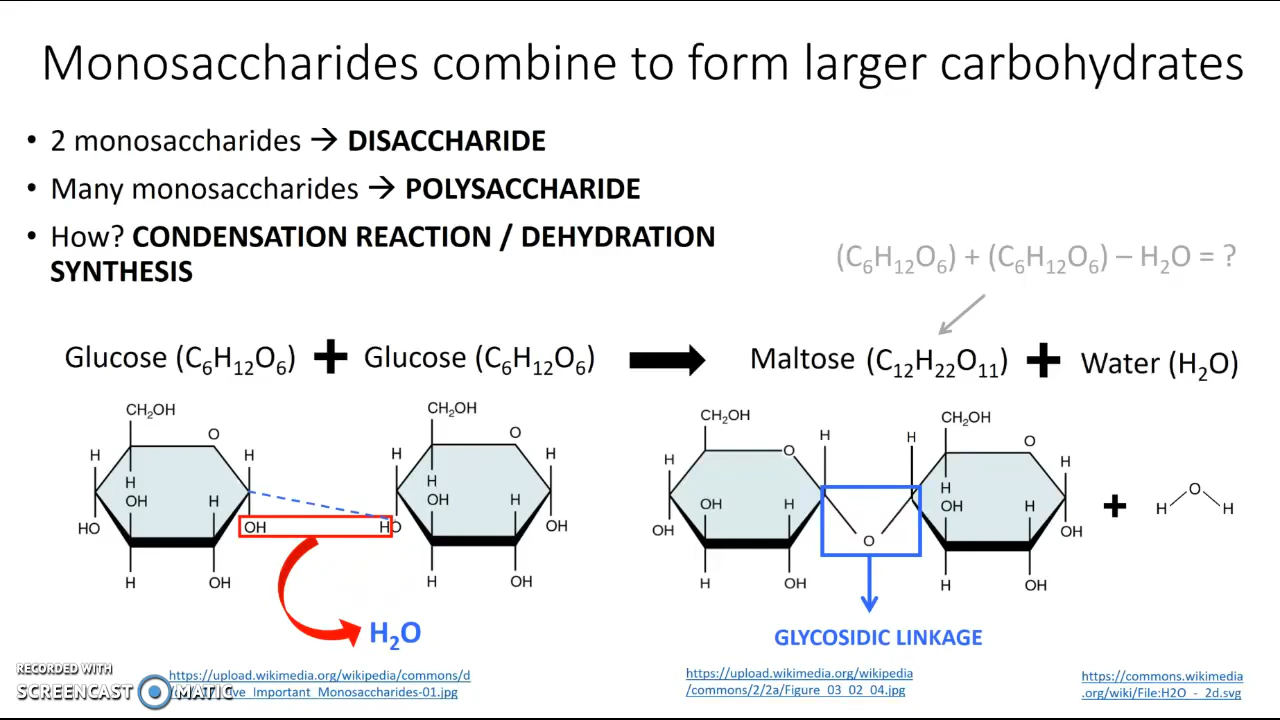 Monosaccharides combine to form larger carbohydrates
• 2 monosaccharides → DISACCHARIDE
• Many monosaccharides → POLYSACCHARIDE
• How? CONDENSATION REACTION / DEHYDRATION
SYNTHESIS
(C₆H₁₂O₆) + (C₆H₁₂O₆) – H₂O = ?
Glucose (C₆H₁₂O₆) + Glucose (C₆H₁₂O₆)
Maltose (C₁₂H₂₂O₁₁) + Water (H₂O)
CH₂OH
O
H
H
H
OH
H
HO
OH
H
OH
CH₂OH
O
H
H
H
OH
H
HO
OH
H
OH
H₂O
CH₂OH
O
H
H
OH
H
OH
H
OH
O
CH₂OH
O
H
H
H
OH
H
OH
H
OH
GLYCOSIDIC LINKAGE
+
O
H H
https://upload.wikimedia.org/wikipedia/commons/d
ve_Important_Monosaccharides-01.jpg
https://upload.wikimedia.org/wikipedia
/commons/2/2a/Figure_03_02_04.jpg
https://commons.wikimedia
.org/wiki/File:H2O_-_2d.svg
RECORDED WITH
SCREENCAST MATIC